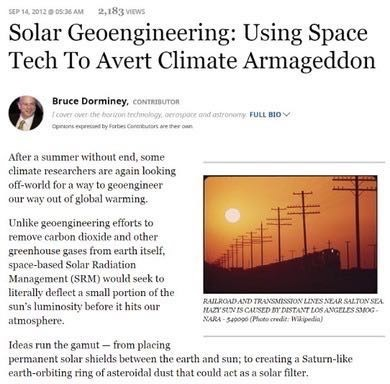 SEP 14, 2012 @ 05:36 AM 2,183 VIEWS
Solar Geoengineering: Using Space
Tech To Avert Climate Armageddon
Bruce Dorminey, CONTRIBUTOR
I cover over the horizon technology, aerospace and astronomy. FULL BIO
Opinions expressed by Forbes Contributors are their own.
After a summer without end, some
climate researchers are again looking
off-world for a way to geoengineer
our way out of global warming.
Unlike geoengineering efforts to
remove carbon dioxide and other
greenhouse gases from earth itself,
space-based Solar Radiation
Management (SRM) would seek to
literally deflect a small portion of the
sun's luminosity before it hits our
atmosphere.
RAILROAD AND TRANSMISSION LINES NEAR SALTON SEA.
HAZY SUN IS CAUSED BY DISTANT LOS ANGELES SMOG -
NARA - 549096 (Photo credit: Wikipedia)
Ideas run the gamut — from placing
permanent solar shields between the earth and sun; to creating a Saturn-like
earth-orbiting ring of asteroidal dust that could act as a solar filter.